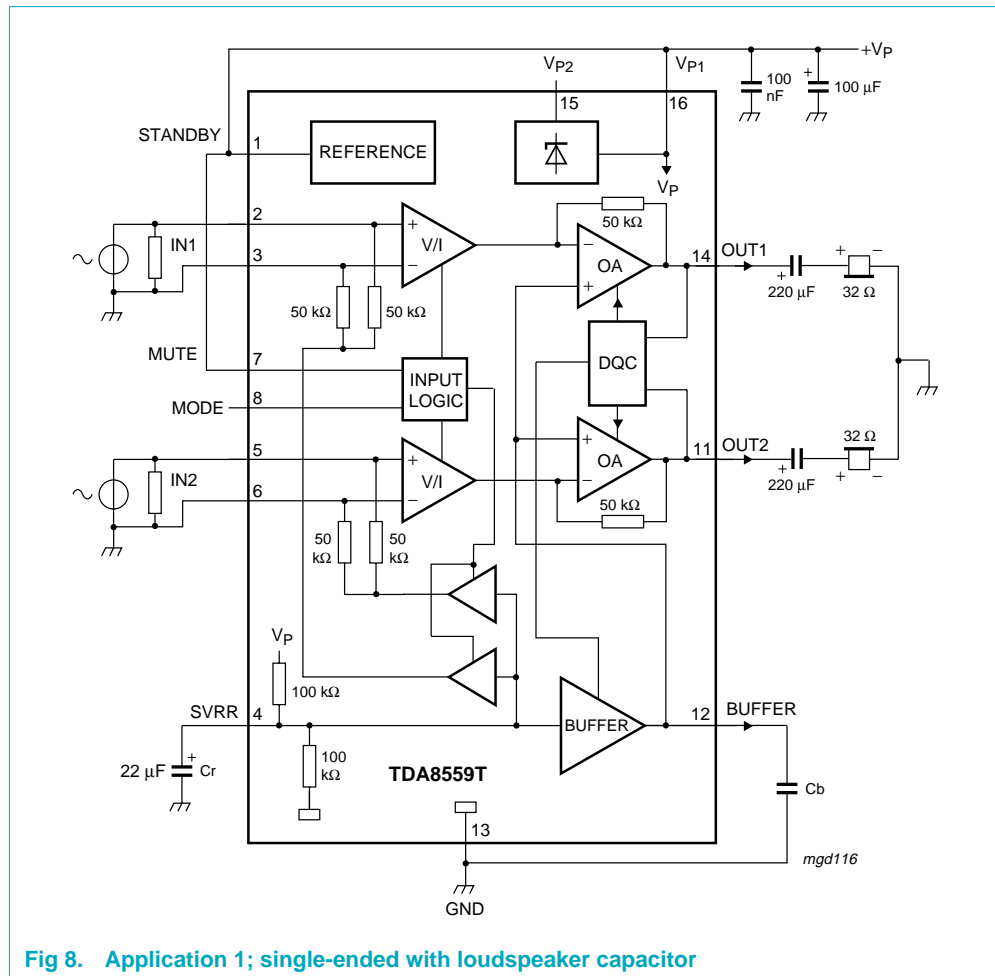 +VP
VP2
VP1
100
nF
100 µF
15
16
STANDBY
1
REFERENCE
VP
2
50 kΩ
IN1
V/I
3
OA
14
OUT1
220 µF
32 Ω
50 kΩ
50 kΩ
MUTE
7
INPUT
LOGIC
DQC
MODE
8
5
32 Ω
11
OUT2
IN2
V/I
OA
220 µF
6
50 kΩ
50
kΩ
50
kΩ
VP
100 kΩ
SVRR
4
BUFFER
12
BUFFER
22 µF
Cr
100
kΩ
TDA8559T
Cb
13
mgd116
GND
Fig 8. Application 1; single-ended with loudspeaker capacitor